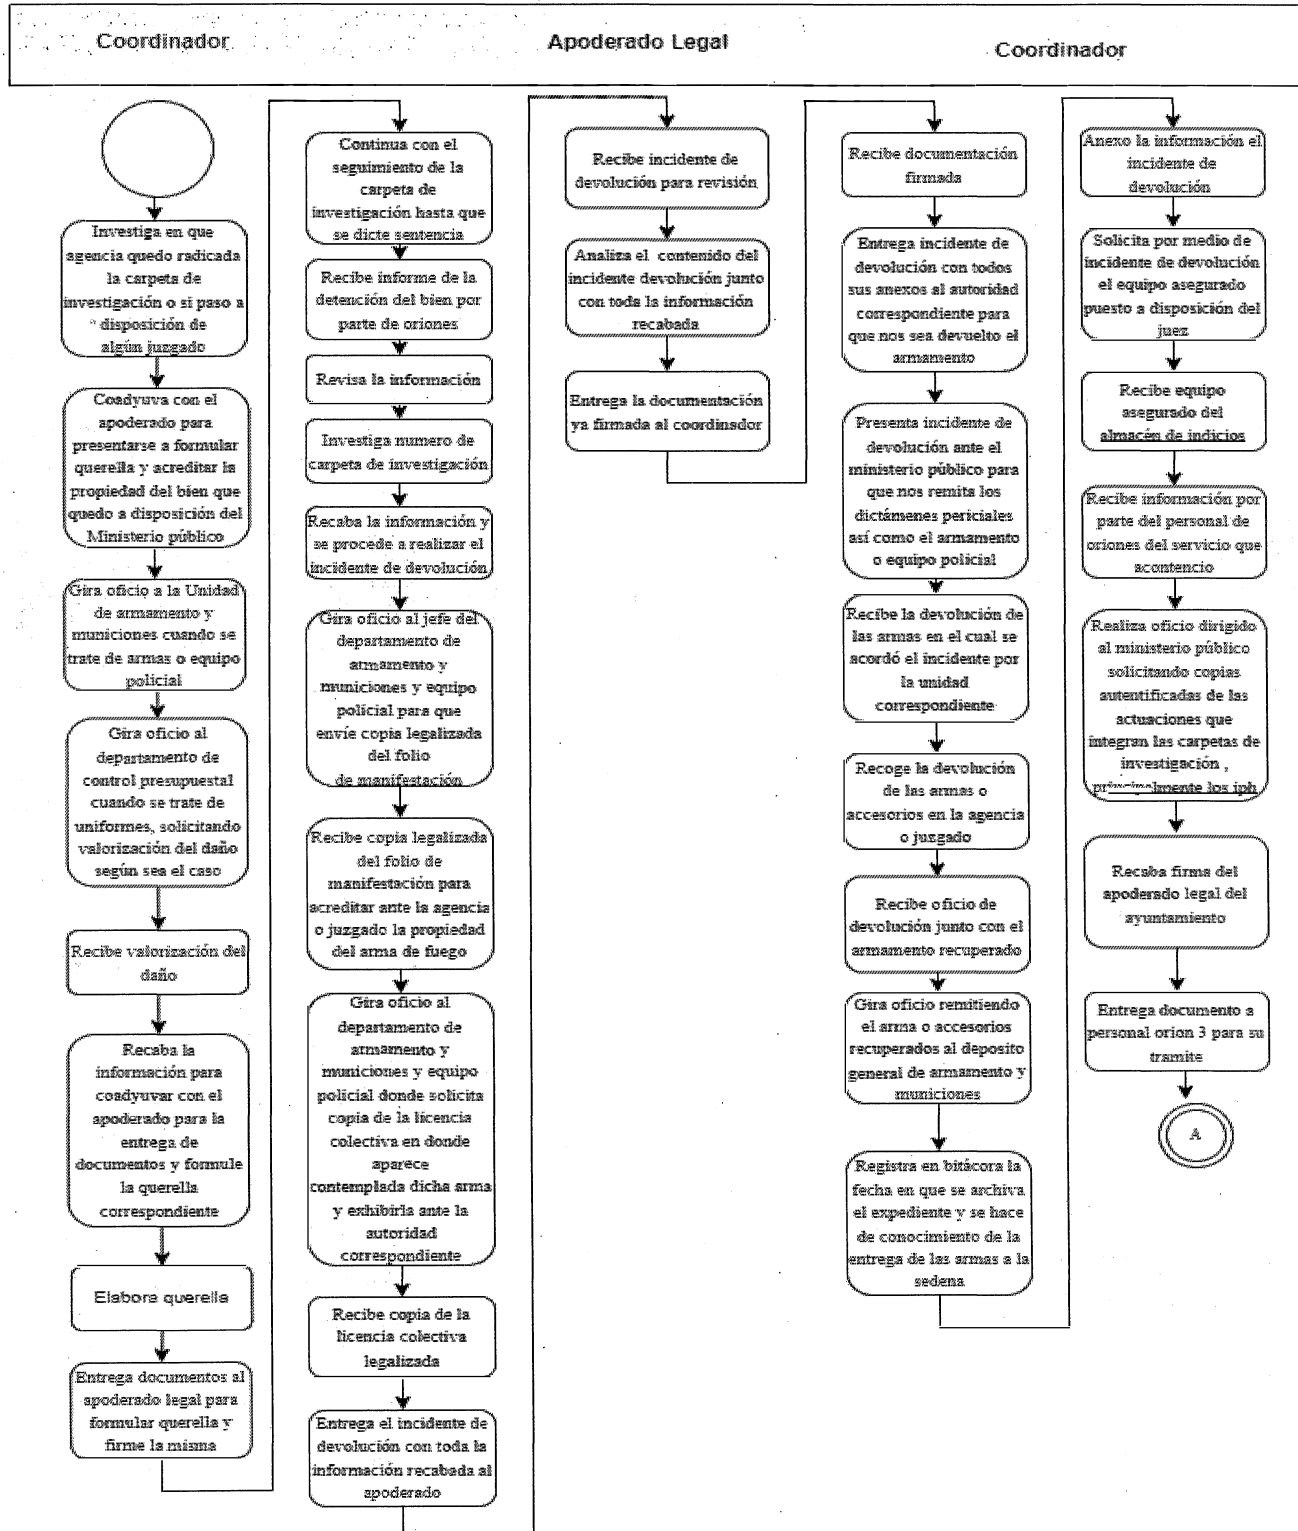 Coordinador
Apoderado Legal
Coordinador
Investiga en que
agencia quedo radicada
la carpeta de
investigación o si paso a
disposición de
algún juzgado
Coadyuva con el
apoderado para
presentarse a formular
querella y acreditar la
propiedad del bien que
quedo a disposición del
Ministerio público
Gira oficio a la Unidad
de armamento y
municiones cuando se
trate de armas o equipo
policial
Gira oficio al
departamento de
control presupuestal
cuando se trate de
uniformes, solicitando
valorización del daño
según sea el caso
Recibe valorización del
daño
Recaba la
información para
coadyuvar con el
apoderado para la
entrega de
documentos y formule
la querella
correspondiente
Elabora querella
Entrega documentos al
apoderado legal para
formular querella y
firme la misma
Continua con el
seguimiento de la
carpeta de
investigación hasta que
se dicte sentencia
Recibe informe de la
detención del bien por
parte de oriones
Revisa la información
Investiga numero de
carpeta de investigación
Recaba la información y
se procede a realizar el
incidente de devolución
Gira oficio al jefe del
departamento de
armamento y
municiones y equipo
policial para que
envíe copia legalizada
del folio
de manifestación
Recibe copia legalizada
del folio de
manifestación para
acreditar ante la agencia
o juzgado la propiedad
del arma de fuego
Gira oficio al
departamento de
armamento y
municiones y equipo
policial donde solicita
copia de la licencia
colectiva en donde
aparece
contemplada dicha arma
y exhibirla ante la
autoridad
correspondiente
Recibe copia de la
licencia colectiva
legalizada
Entrega el incidente de
devolución con toda la
información recabada al
apoderado
Recibe incidente de
devolución para revisión
Analiza el contenido del
incidente devolución junto
con toda la información
recabada
Entrega la documentación
ya firmada al coordinador
Recibe documentación
firmada
Entrega incidente de
devolución con todos
sus anexos al autoridad
correspondiente para
que nos sea devuelto el
armamento
Presenta incidente de
devolución ante el
ministerio público para
que nos remita los
dictámenes periciales
así como el armamento
o equipo policial
Recibe la devolución de
las armas en el cual se
acordó el incidente por
la unidad
correspondiente
Recoge la devolución
de las armas o
accesorios en la agencia
o juzgado
Recibe oficio de
devolución junto con el
armamento recuperado
Gira oficio remitiendo
el arma o accesorios
recuperados al deposito
general de armamento y
municiones
Registra en bitácora la
fecha en que se archiva
el expediente y se hace
de conocimiento de la
entrega de las armas a la
sedena
Anexo la información el
incidente de
devolución
Solicita por medio de
incidente de devolución
el equipo asegurado
puesto a disposición del
juez
Recibe equipo
asegurado del
almacén de indicios
Recibe información por
parte del personal de
oriones del servicio que
acontencio
Realiza oficio dirigido
al ministerio público
solicitando copias
autentificadas de las
actuaciones que
integran las carpetas de
investigación ,
principalmente los iph
Recaba firma del
apoderado legal del
ayuntamiento
Entrega documento a
personal orion 3 para su
tramite
A